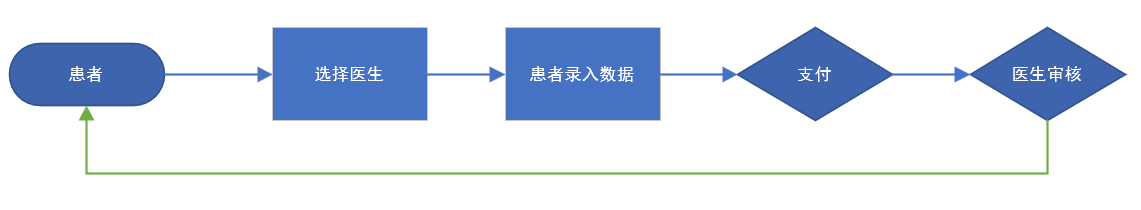 患者
选择医生
患者录入数据
支付
医生审核